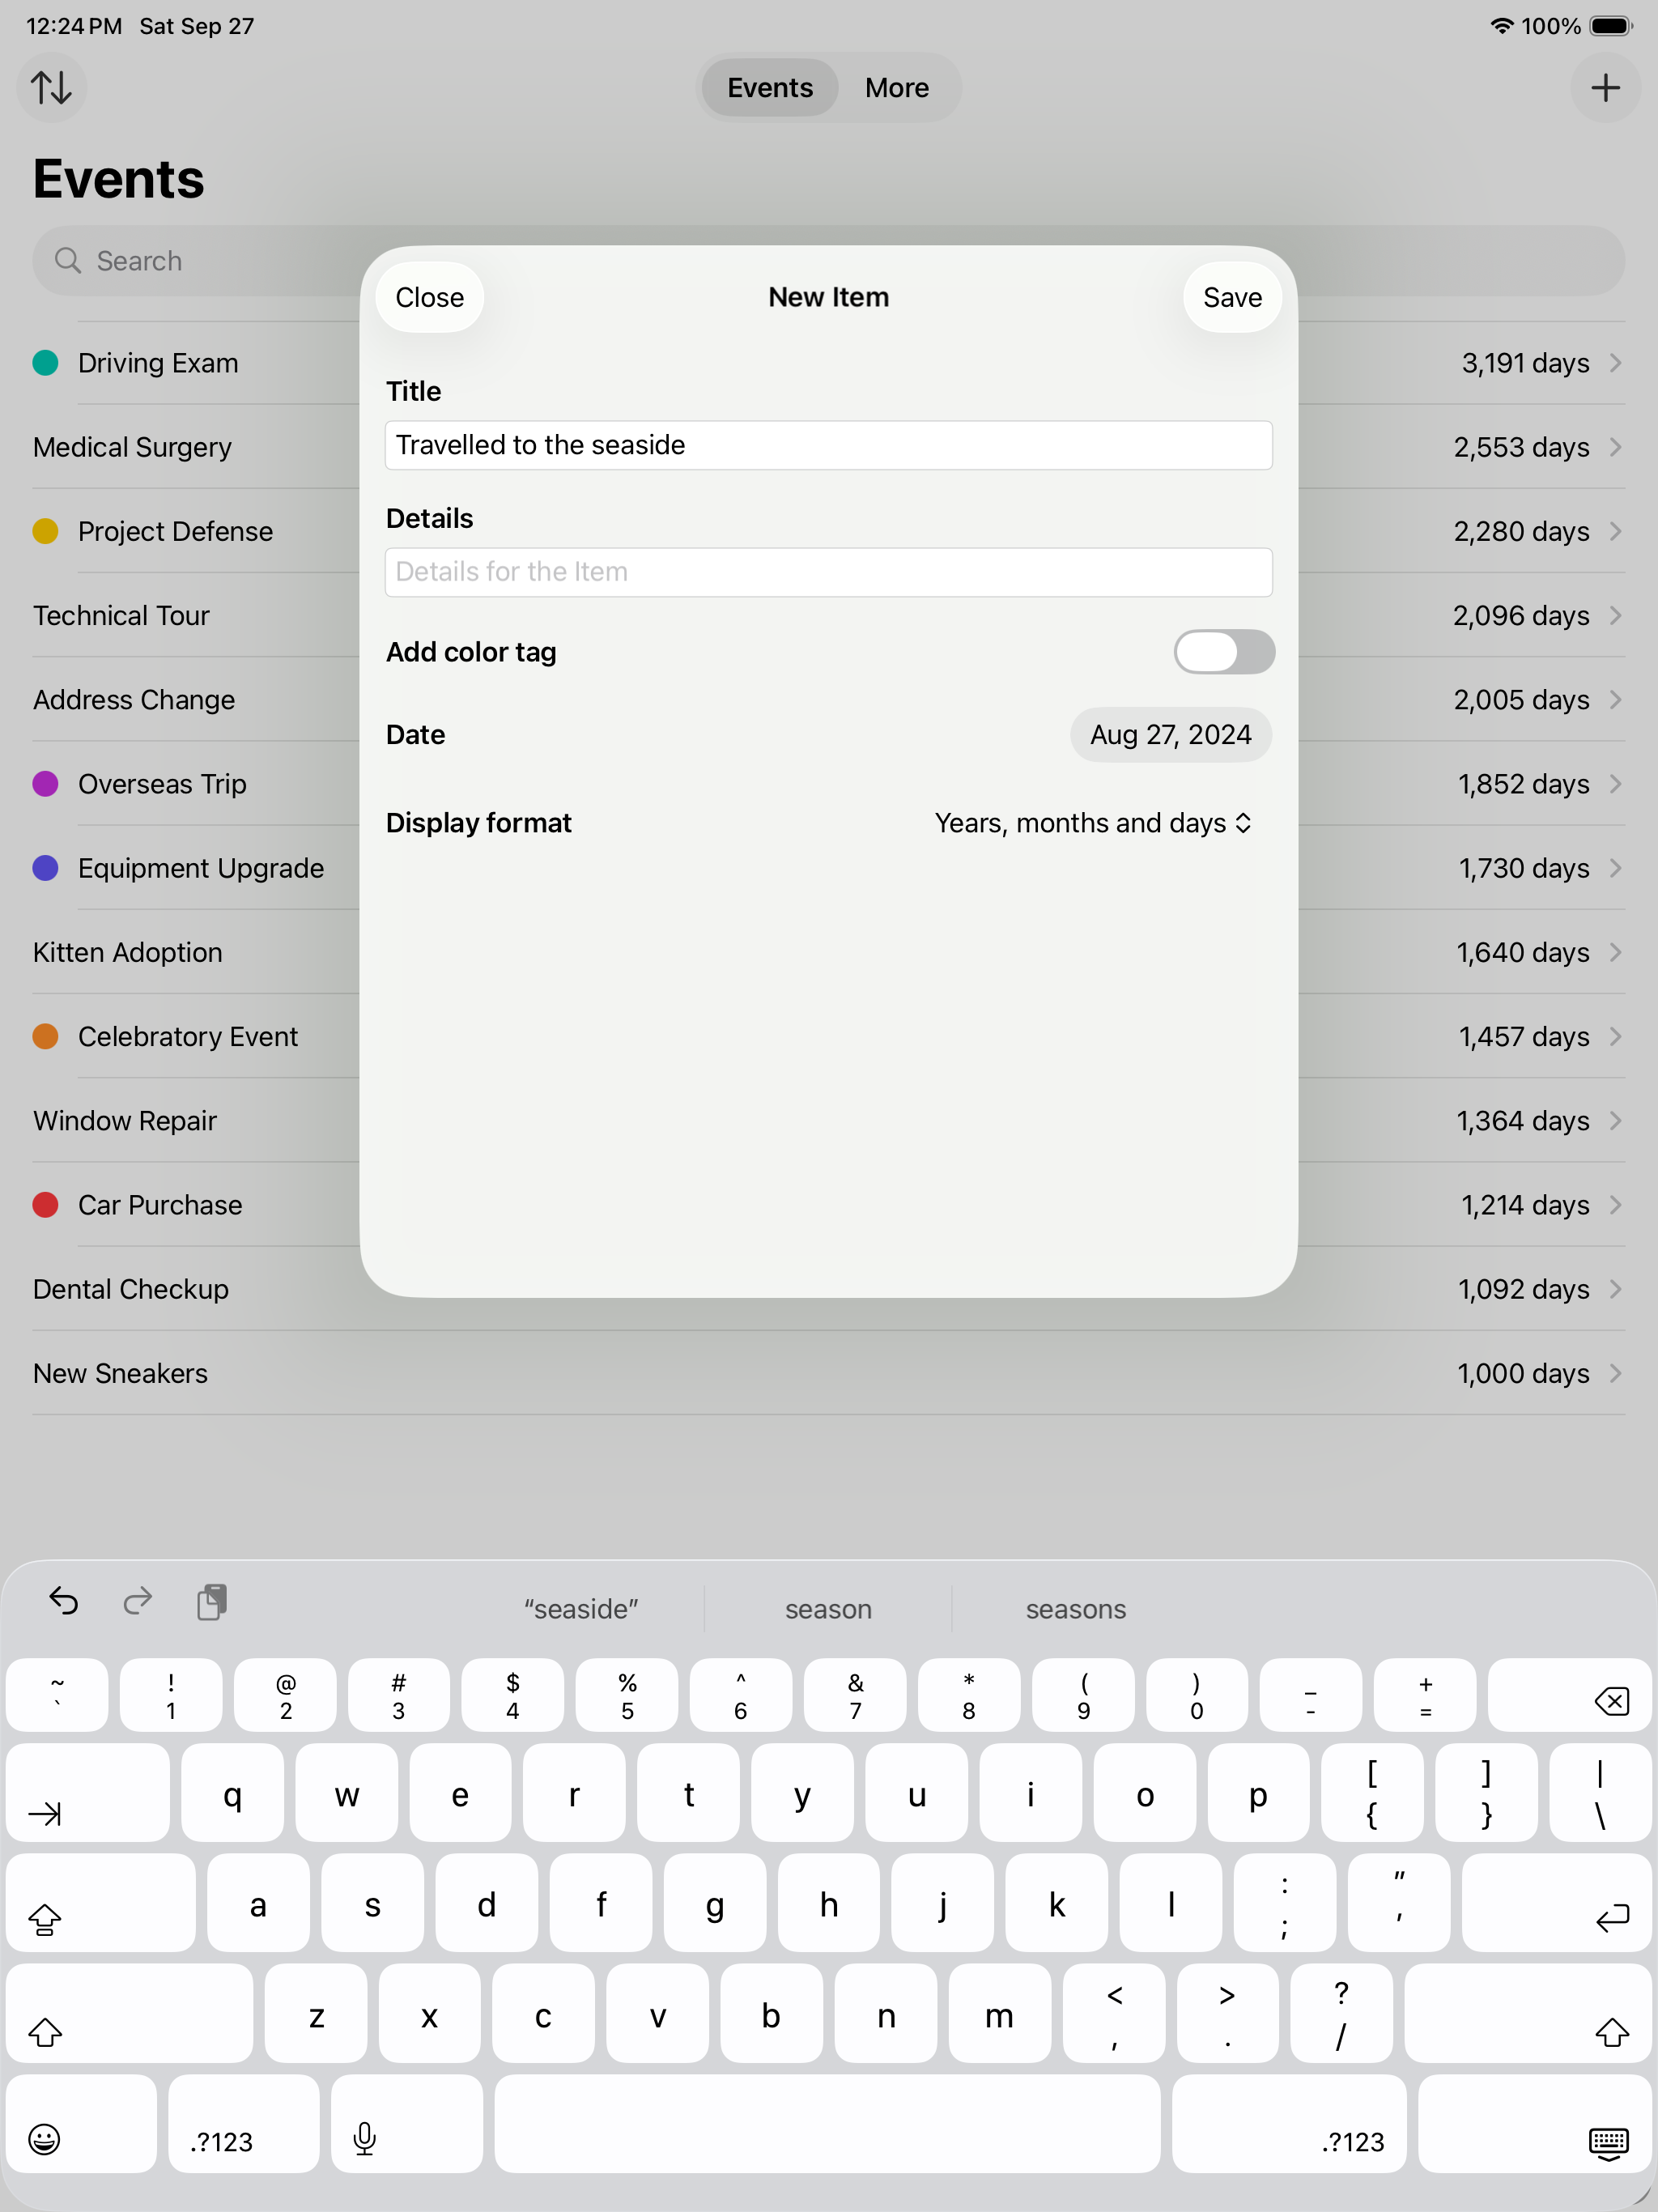 12:24 PM Sat Sep 27 100%
Events More
Events
Search
Close New Item Save
Title
Travelled to the seaside
Details
Details for the Item
Add color tag
Date Aug 27, 2024
Display format Years, months and days
Driving Exam 3,191 days
Medical Surgery 2,553 days
Project Defense 2,280 days
Technical Tour 2,096 days
Address Change 2,005 days
Overseas Trip 1,852 days
Equipment Upgrade 1,730 days
Kitten Adoption 1,640 days
Celebratory Event 1,457 days
Window Repair 1,364 days
Car Purchase 1,214 days
Dental Checkup 1,092 days
New Sneakers 1,000 days
“seaside” season seasons
~ ! @ # $ % ^ & * ( ) _ +
` 1 2 3 4 5 6 7 8 9 0 - =
q w e r t y u i o p [ ] |
{ } \
a s d f g h j k l : "
; '
z x c v b n m < > ?
, . /
.?123 .?123